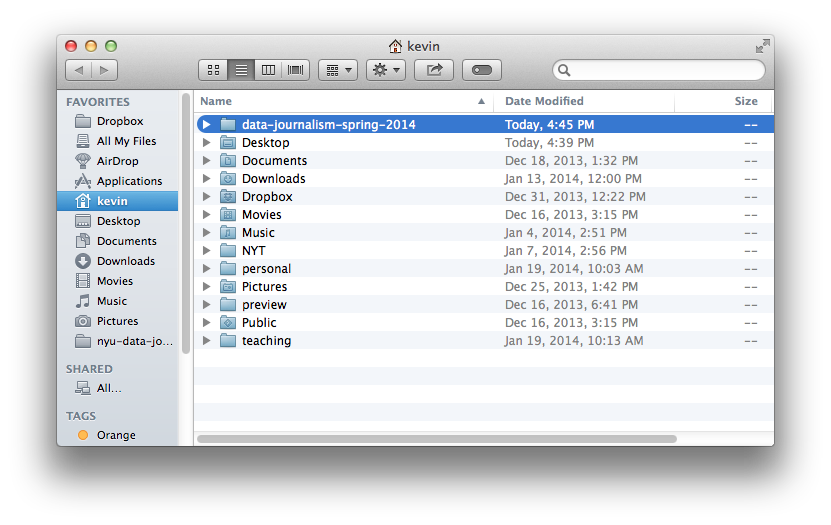 kevin
FAVORITES
Dropbox
All My Files
AirDrop
Applications
kevin
Desktop
Documents
Downloads
Movies
Music
Pictures
nyu-data-jo...
SHARED
All...
TAGS
Orange
Name Date Modified Size
data-journalism-spring-2014 Today, 4:45 PM --
Desktop Today, 4:39 PM --
Documents Dec 18, 2013, 1:32 PM --
Downloads Jan 13, 2014, 12:00 PM --
Dropbox Dec 31, 2013, 12:22 PM --
Movies Dec 16, 2013, 3:15 PM --
Music Jan 4, 2014, 2:51 PM --
NYT Jan 7, 2014, 2:56 PM --
personal Jan 19, 2014, 10:03 AM --
Pictures Dec 25, 2013, 1:42 PM --
preview Dec 16, 2013, 6:41 PM --
Public Dec 16, 2013, 3:15 PM --
teaching Jan 19, 2014, 10:13 AM --